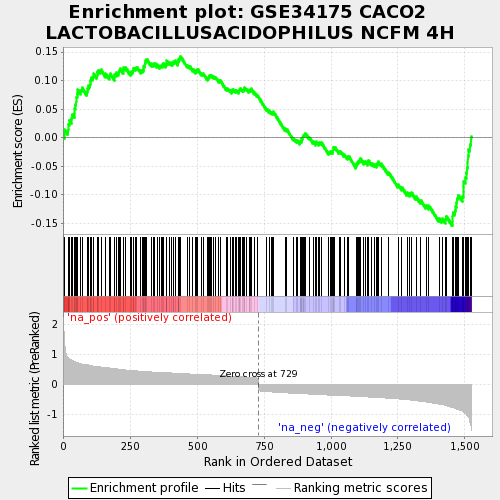 Enrichment plot: GSE34175 CACO2
LACTOBACILLUSACIDOPHILUS NCFM 4H
Enrichment score (ES)
0.15
0.10
0.05
0.00
-0.05
-0.10
-0.15
Ranked list metric (PreRanked)
2
1
0
-1
'na_pos' (positively correlated)
Zero cross at 729
'na_neg' (negatively correlated)
0
250
500
750
1,000
1,250
1,500
Rank in Ordered Dataset
Enrichment profile
Hits
Ranking metric scores